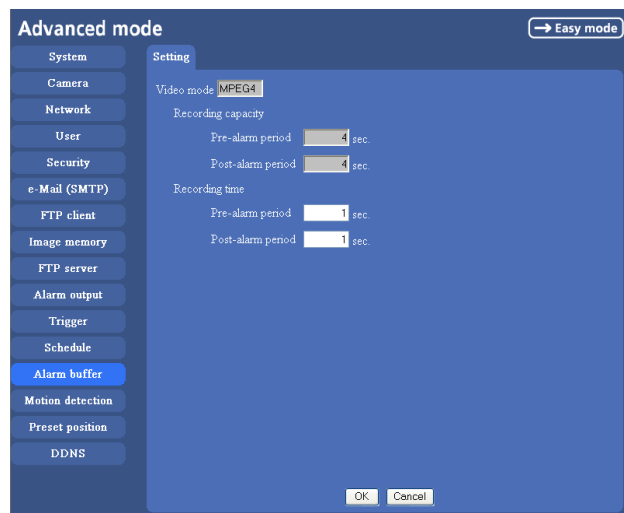 Advanced mode
→ Easy mode
System
Camera
Network
User
Security
e-Mail (SMTP)
FTP client
Image memory
FTP server
Alarm output
Trigger
Schedule
Alarm buffer
Motion detection
Preset position
DDNS
Setting
Video mode MPEG4
Recording capacity
Pre-alarm period 4 sec.
Post-alarm period 4 sec.
Recording time
Pre-alarm period 1 sec.
Post-alarm period 1 sec.
OK Cancel